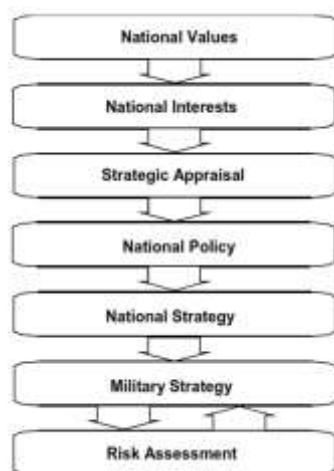 National Values
National Interests
Strategic Appraisal
National Policy
National Strategy
Military Strategy
Risk Assessment